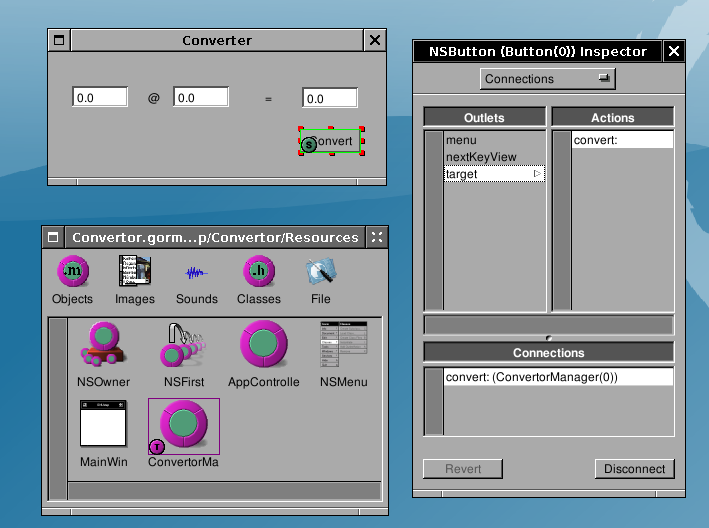 Converter
0.0 @ 0.0 = 0.0
S Convert
Convertor.gorm...p/Convertor/Resources
.m .h
Objects Images Sounds Classes File
NSOwner NSFirst AppControlle NSMenu
T
MainWin ConvertorMa
NSButton (Button(0)) Inspector
Connections
Outlets Actions
menu convert:
nextKeyView
target
Connections
convert: (ConvertorManager(0))
Revert Disconnect